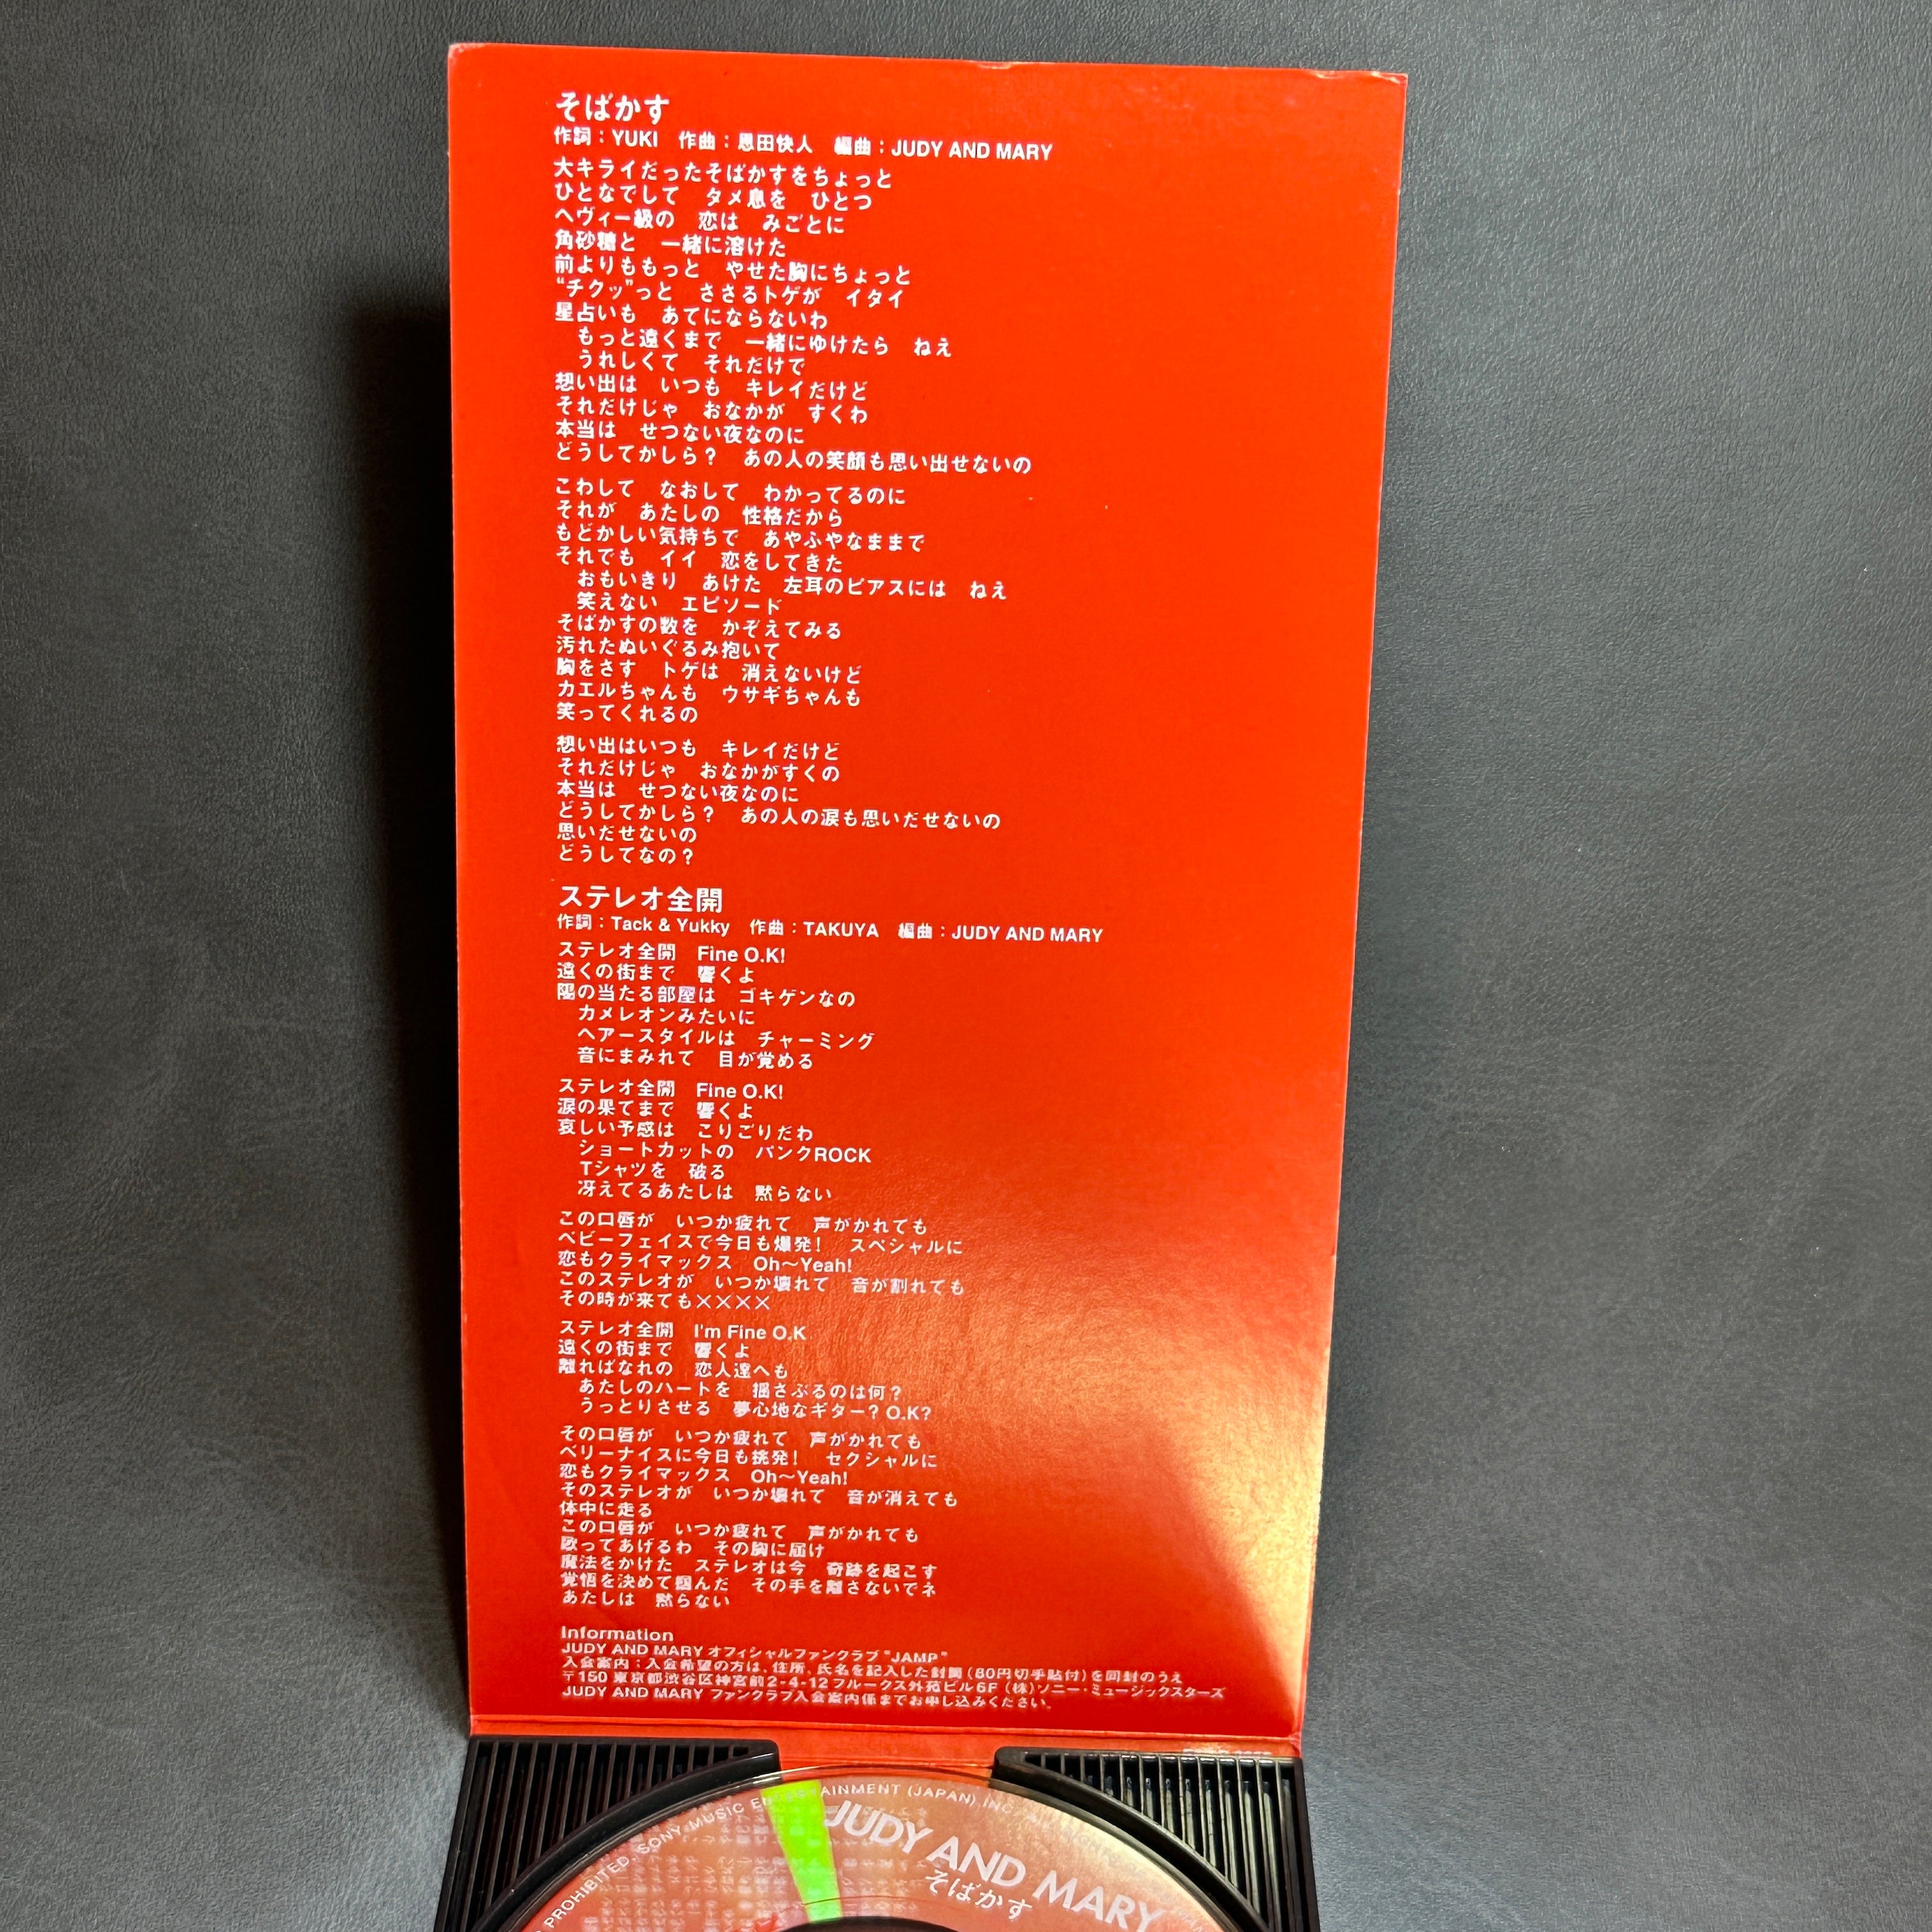 そばかす
作詞：YUKI　作曲：恩田快人　編曲：JUDY AND MARY
大キライだったそばかすをちょっと
ひとなでして　タメ息を　ひとつ
ヘヴィー級の　恋は　みごとに
角砂糖と　一緒に溶けた
前よりももっと　やせた胸にちょっと
“チクッ”っと　ささるトゲが　イタイ
星占いも　あてにならないわ
もっと遠くまで　一緒にゆけたら　ねえ
うれしくて　それだけで
想い出は　いつも　キレイだけど
それだけじゃ　おなかが　すくわ
本当は　せつない夜なのに
どうしてかしら？　あの人の笑顔も思い出せないの
こわして　なおして　わかってるのに
それが　あたしの　性格だから
もどかしい気持ちで　あやふやなままで
それでも　イイ　恋をしてきた
おもいきり　あけた　左耳のピアスには　ねえ
笑えない　エピソード
そばかすの数を　かぞえてみる
汚れたぬいぐるみ抱いて
胸をさす　トゲは　消えないけど
カエルちゃんも　ウサギちゃんも
笑ってくれるの
想い出はいつも　キレイだけど
それだけじゃ　おなかがすくの
本当は　せつない夜なのに
どうしてかしら？　あの人の涙も思いだせないの
思いだせないの
どうしてなの？
ステレオ全開
作詞：Tack & Yukky　作曲：TAKUYA　編曲：JUDY AND MARY
ステレオ全開　Fine O.K!
遠くの街まで　響くよ
陽の当たる部屋は　ゴキゲンなの
カメレオンみたいに
ヘアースタイルは　チャーミング
音にまみれて　目が覚める
ステレオ全開　Fine O.K!
涙の果てまで　響くよ
哀しい予感は　こりごりだわ
ショートカットの　パンクROCK
Tシャツを　破る
冴えてるあたしは　黙らない
この口唇が　いつか疲れて　声がかれても
ベビーフェイスで今日も爆発！　スペシャルに
恋もクライマックス　Oh〜Yeah!
このステレオが　いつか壊れて　音が割れても
その時が来ても××××
ステレオ全開　I'm Fine O.K
遠くの街まで　響くよ
離ればなれの　恋人達へも
あたしのハートを　揺さぶるのは何？
うっとりさせる　夢心地なギター？O.K?
その口唇が　いつか疲れて　声がかれても
ベリーナイスに今日も挑発！　セクシャルに
恋もクライマックス　Oh〜Yeah!
そのステレオが　いつか壊れて　音が消えても
体中に走る
この口唇が　いつか疲れて　声がかれても
歌ってあげるわ　その胸に届け
魔法をかけた　ステレオは今　奇跡を起こす
覚悟を決めて掴んだ　その手を離さないでネ
あたしは　黙らない
Information
JUDY AND MARY オフィシャルファンクラブ“JAMP”
入会案内：入会希望の方は、住所、氏名を記入した封筒（80円切手貼付）を同封のうえ
〒150 東京都渋谷区神宮前2-4-12フルークス外苑ビル6F（株）ソニー・ミュージックスターズ
JUDY AND MARY ファンクラブ入会案内係までお申し込みください。
PROHIBITED. SONY MUSIC ENTERTAINMENT (JAPAN) INC.
JUDY AND MARY
そばかす